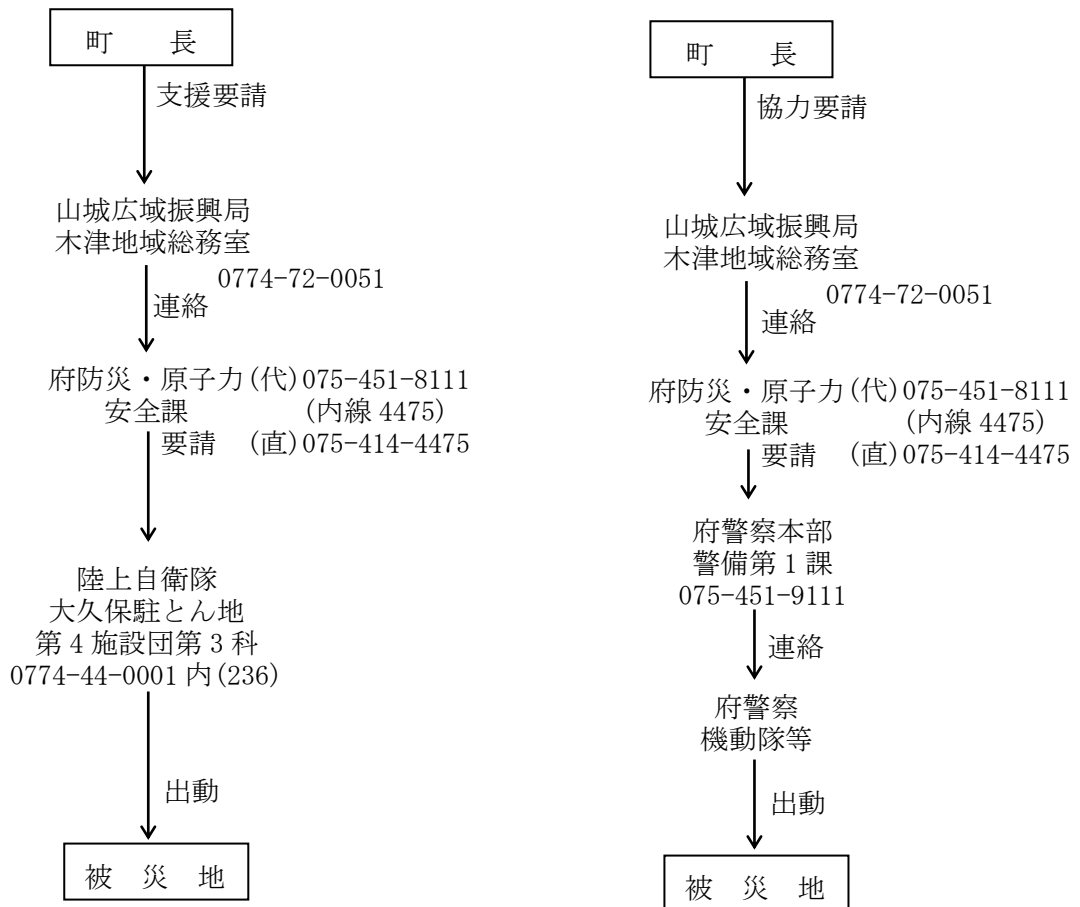 町　長
支援要請
山城広域振興局
木津地域総務室
0774-72-0051
連絡
府防災・原子力(代)075-451-8111
安全課　(内線 4475)
要請　(直)075-414-4475
陸上自衛隊
大久保駐とん地
第 4 施設団第 3 科
0774-44-0001 内(236)
出動
被　災　地
町　長
協力要請
山城広域振興局
木津地域総務室
0774-72-0051
連絡
府防災・原子力(代)075-451-8111
安全課　(内線 4475)
要請　(直)075-414-4475
府警察本部
警備第 1 課
075-451-9111
連絡
府警察
機動隊等
出動
被　災　地